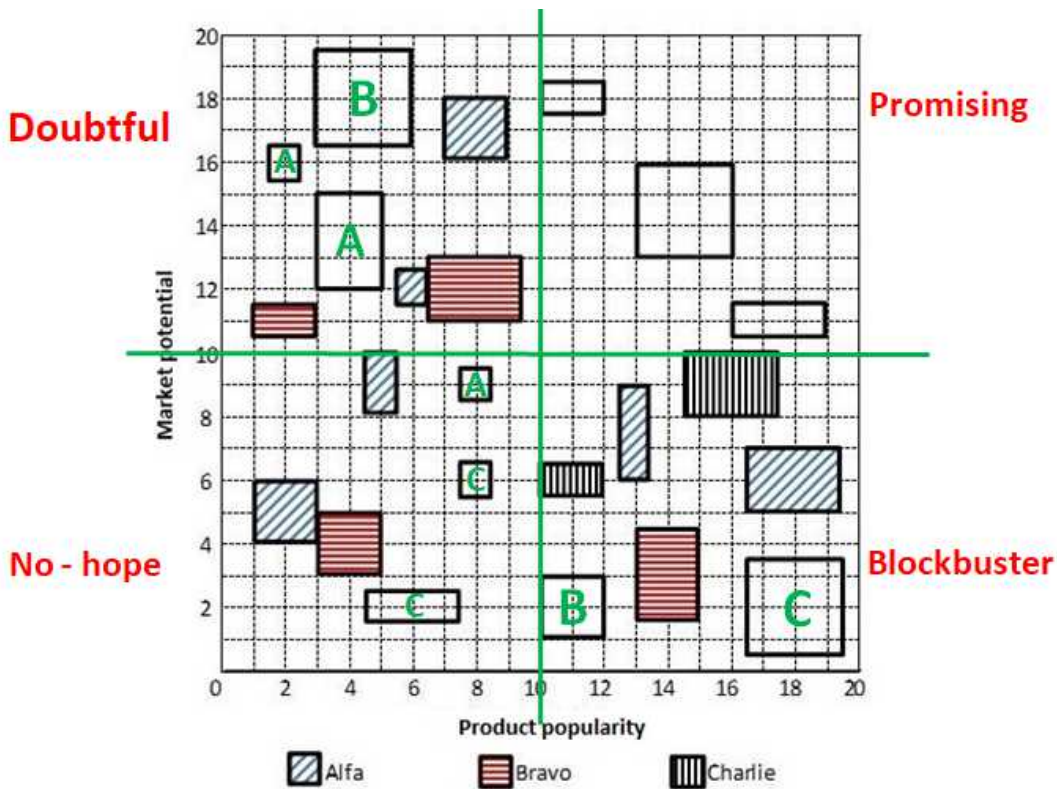 20
B
18
Promising
Doubtful
A
16
14
A
12
Market potential
10
A
8
C
6
4
No - hope
Blockbuster
C
B
C
2
0 2 4 6 8 10 12 14 16 18 20
Product popularity
Alfa Bravo Charlie